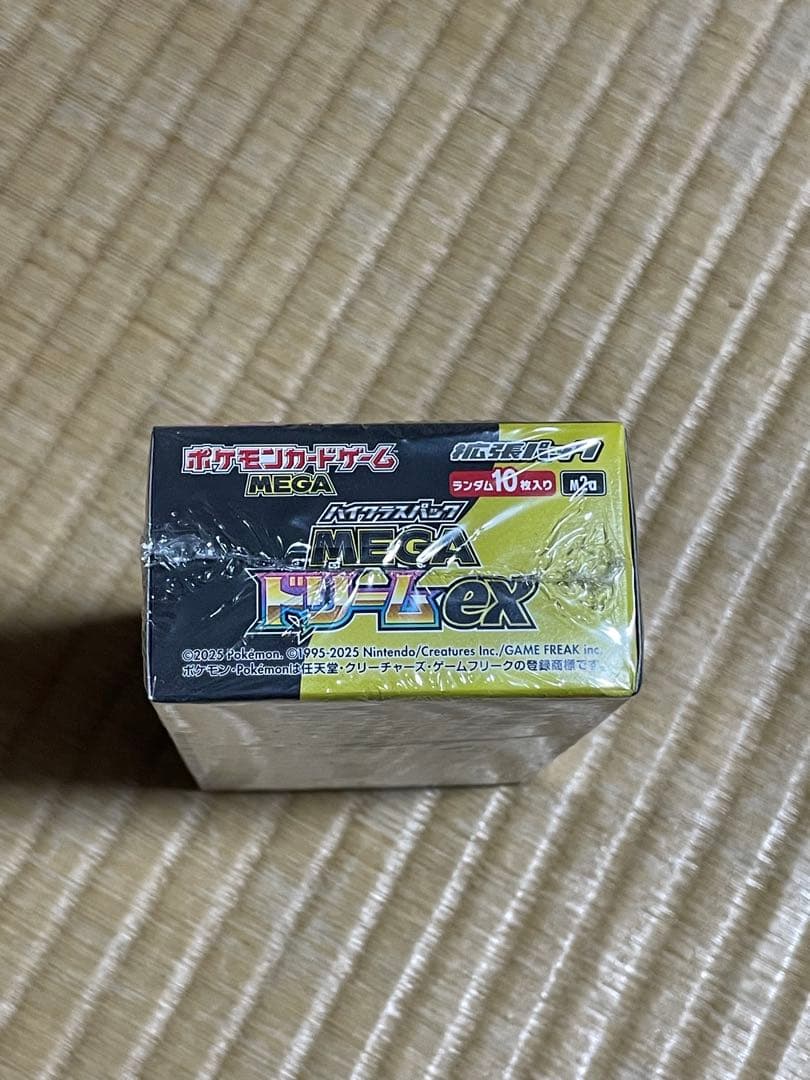 ポケモンカードゲーム
MEGA
拡張パック
ランダム10枚入り
M2a
ハイクラスパック
MEGA
ドリームex
©2025 Pokémon. ©1995-2025 Nintendo/Creatures Inc./GAME FREAK inc.
ポケモン・Pokémonは任天堂・クリーチャーズ・ゲームフリークの登録商標です。